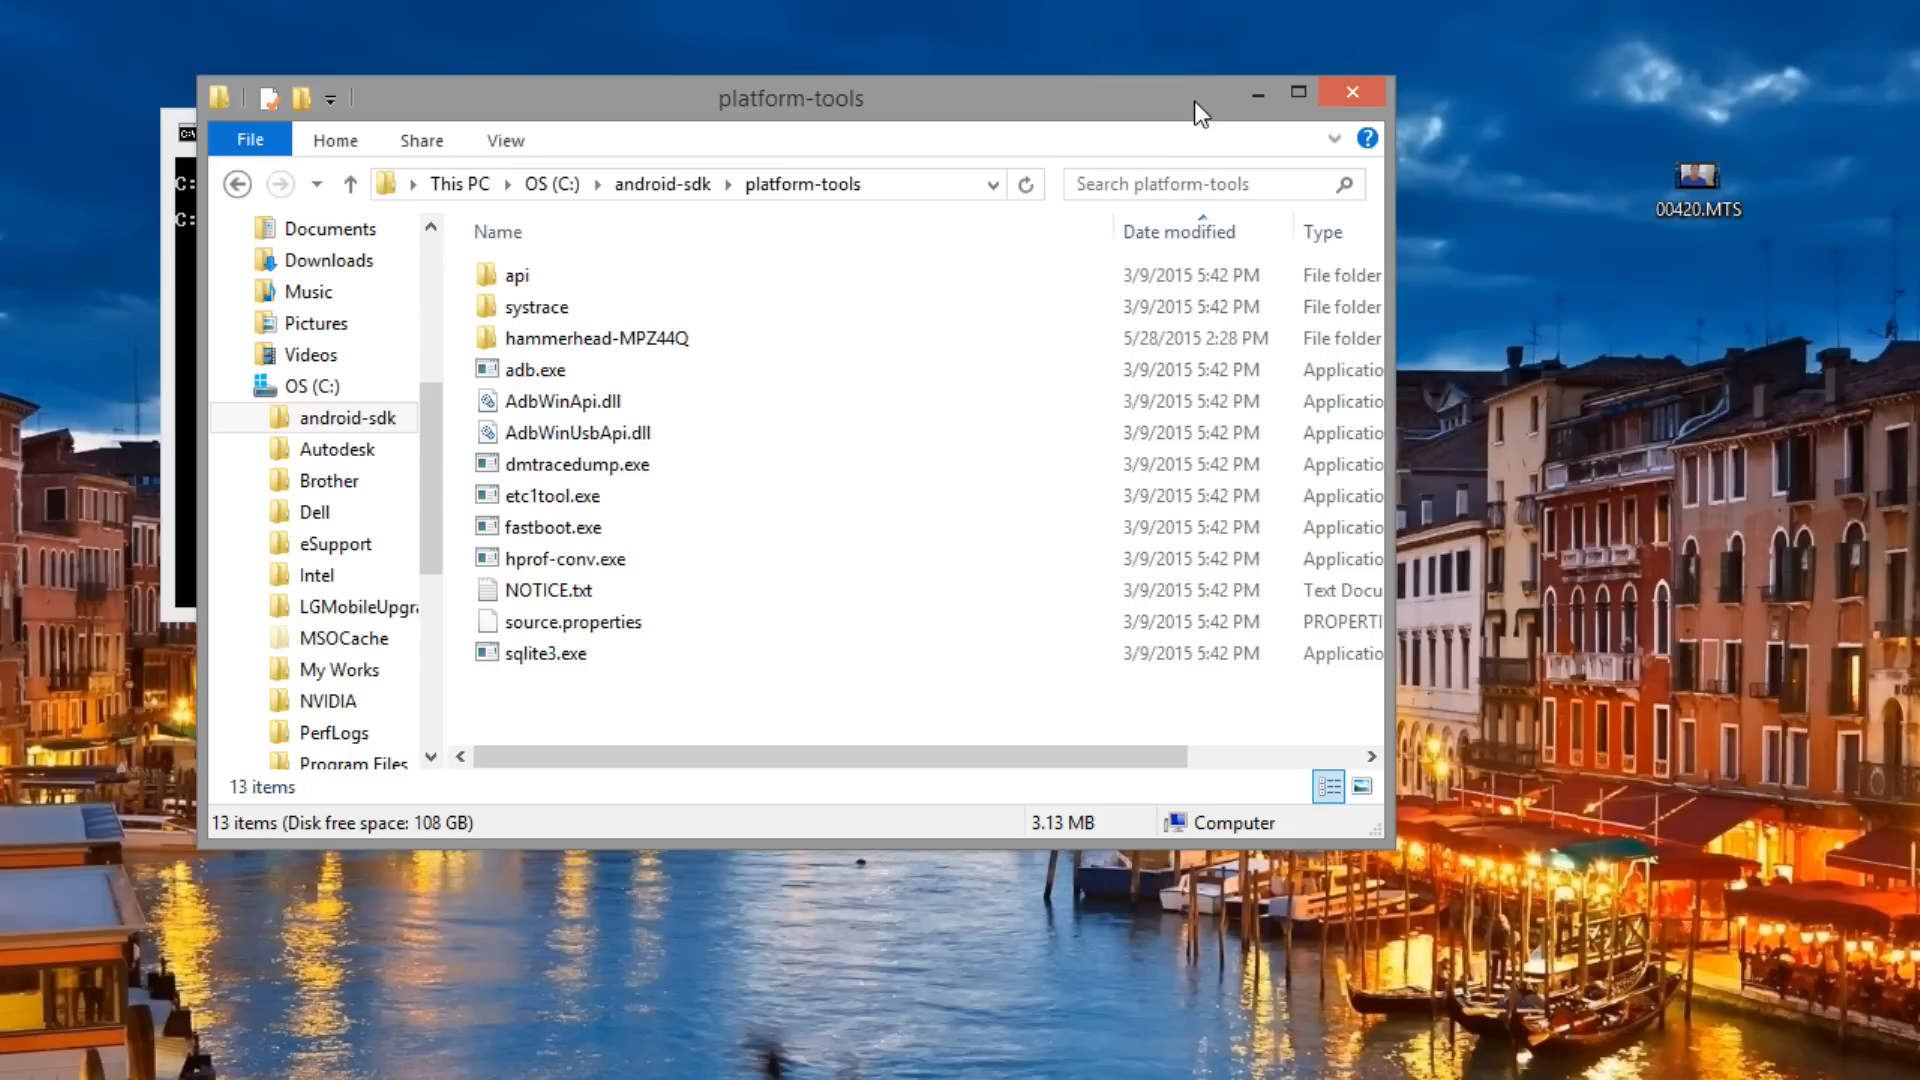 platform-tools
File Home Share View
This PC OS (C:) android-sdk platform-tools Search platform-tools
C:
C:
Documents
Downloads
Music
Pictures
Videos
OS (C:)
android-sdk
Autodesk
Brother
Dell
eSupport
Intel
LGMobileUpgr
MSOCache
My Works
NVIDIA
PerfLogs
Program Files
Name Date modified Type
api 3/9/2015 5:42 PM File folder
systrace 3/9/2015 5:42 PM File folder
hammerhead-MPZ44Q 5/28/2015 2:28 PM File folder
adb.exe 3/9/2015 5:42 PM Applicatio
AdbWinApi.dll 3/9/2015 5:42 PM Applicatio
AdbWinUsbApi.dll 3/9/2015 5:42 PM Applicatio
dmtracedump.exe 3/9/2015 5:42 PM Applicatio
etc1tool.exe 3/9/2015 5:42 PM Applicatio
fastboot.exe 3/9/2015 5:42 PM Applicatio
hprof-conv.exe 3/9/2015 5:42 PM Applicatio
NOTICE.txt 3/9/2015 5:42 PM Text Docu
source.properties 3/9/2015 5:42 PM PROPERTI
sqlite3.exe 3/9/2015 5:42 PM Applicatio
13 items
13 items (Disk free space: 108 GB) 3.13 MB Computer
00420.MTS